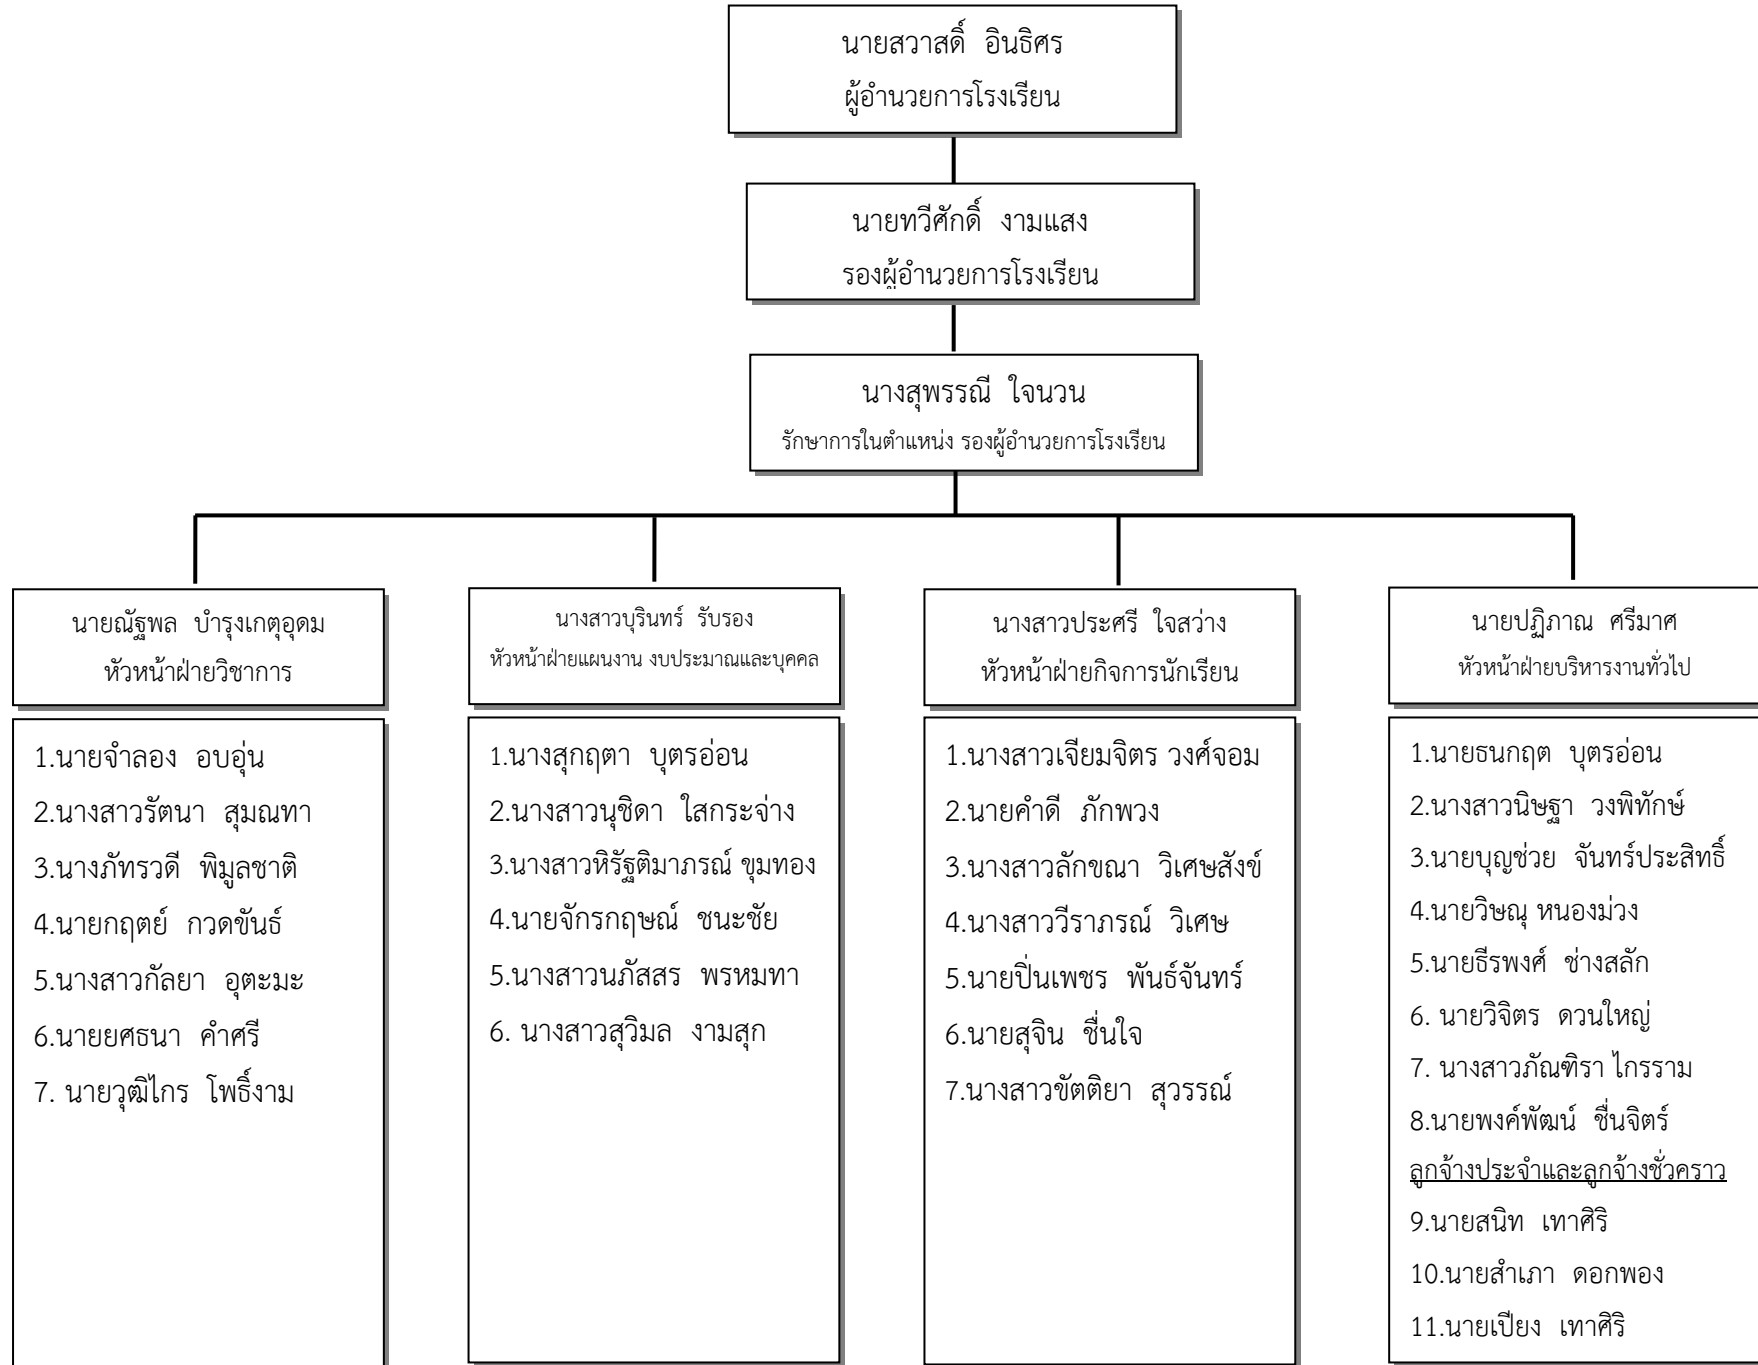 นายสวาสดิ์ อินธิศร
ผู้อำนวยการโรงเรียน
นายทวีศักดิ์ งามแสง
รองผู้อำนวยการโรงเรียน
นางสุพรรณี ใจนวน
รักษาการในตำแหน่ง รองผู้อำนวยการโรงเรียน
นายณัฐพล บำรุงเกตุอุดม
หัวหน้าฝ่ายวิชาการ
1.นายจำลอง อบอุ่น
2.นางสาวรัตนา สุมณฑา
3.นางภัทรวดี พิมูลชาติ
4.นายกฤตย์ กวดขันธ์
5.นางสาวกัลยา อุตะมะ
6.นายยศธนา คำศรี
7. นายวุฒิไกร โพธิ์งาม
นางสาวบุรินทร์ รับรอง
หัวหน้าฝ่ายแผนงาน งบประมาณและบุคคล
1.นางสุกฤตา บุตรอ่อน
2.นางสาวนุชิดา ใสกระจ่าง
3.นางสาวหิรัฐติมาภรณ์ ขุมทอง
4.นายจักรกฤษณ์ ชนะชัย
5.นางสาวนภัสสร พรหมทา
6. นางสาวสุวิมล งามสุก
นางสาวประศรี ใจสว่าง
หัวหน้าฝ่ายกิจการนักเรียน
1.นางสาวเจียมจิตร วงศ์จอม
2.นายคำดี ภักพวง
3.นางสาวลักขณา วิเศษสังข์
4.นางสาววีราภรณ์ วิเศษ
5.นายปิ่นเพชร พันธ์จันทร์
6.นายสุจิน ชื่นใจ
7.นางสาวขัตติยา สุวรรณ์
นายปฏิภาณ ศรีมาศ
หัวหน้าฝ่ายบริหารงานทั่วไป
1.นายธนกฤต บุตรอ่อน
2.นางสาวนิษฐา วงพิทักษ์
3.นายบุญช่วย จันทร์ประสิทธิ์
4.นายวิษณุ หนองม่วง
5.นายธีรพงศ์ ช่างสลัก
6. นายวิจิตร ดวนใหญ่
7. นางสาวภัณฑิรา ไกรราม
8.นายพงค์พัฒน์ ชื่นจิตร์
ลูกจ้างประจำและลูกจ้างชั่วคราว
9.นายสนิท เทาศิริ
10.นายสำเภา ดอกพอง
11.นายเปียง เทาศิริ